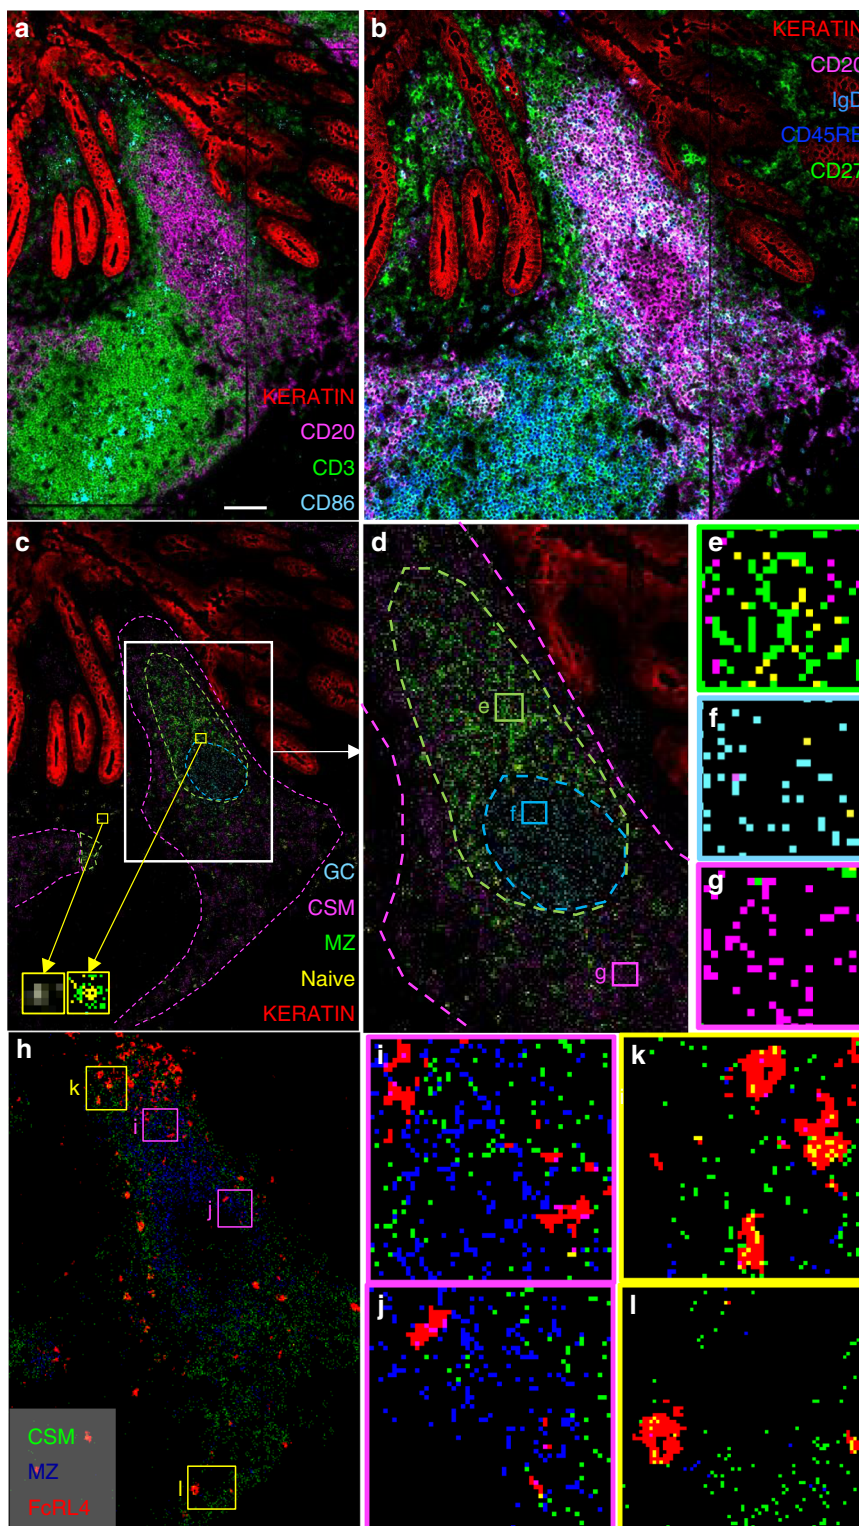 a
KERATIN
CD20
CD3
CD86
b
KERATIN
CD20
IgD
CD45RB
CD27
c
GC
CSM
MZ
Naive
KERATIN
d
e
f
g
e
f
g
h
k
i
j
l
CSM
MZ
FcRL4
i
k
j
l